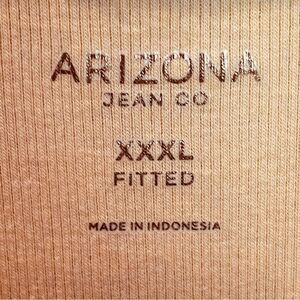 ARIZONA
JEAN CO
XXXL
FITTED
MADE IN INDONESIA